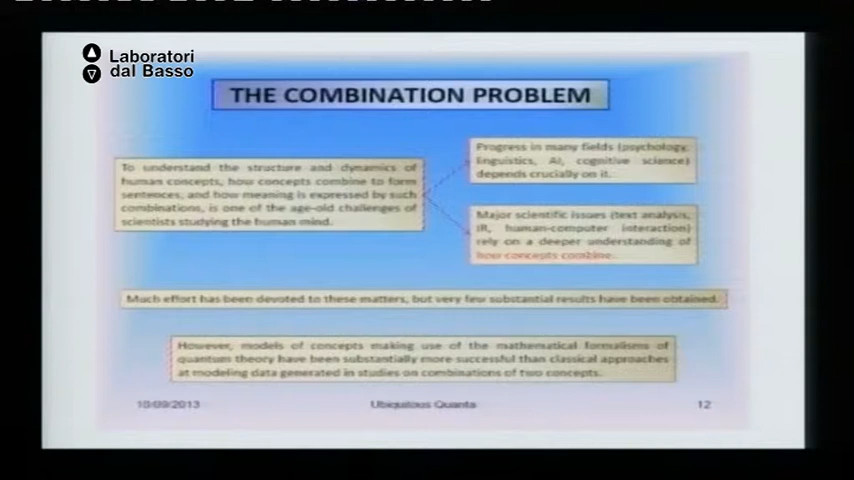 Laboratori
dal Basso
THE COMBINATION PROBLEM
To understand the structure and dynamics of
human concepts, how concepts combine to form
sentences, and how meaning is expressed by such
combinations, is one of the age-old challenges of
scientists studying the human mind.
Progress in many fields (psychology,
linguistics, AI, cognitive science)
depends crucially on it.
Major scientific issues (text analysis,
IR, human-computer interaction)
rely on a deeper understanding of
how concepts combine.
Much effort has been devoted to these matters, but very few substantial results have been obtained.
However, models of concepts making use of the mathematical formalisms of
quantum theory have been substantially more successful than classical approaches
at modeling data generated in studies on combinations of two concepts.
Ubiquitous Quanta
12